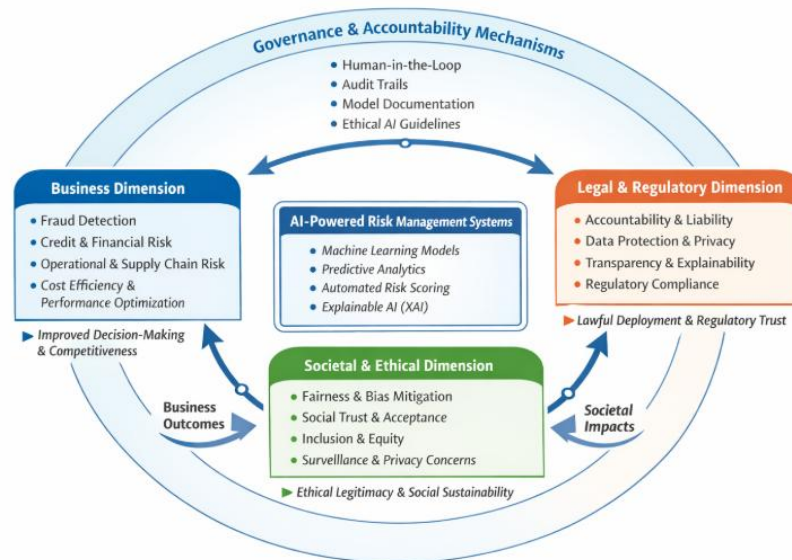 Governance & Accountability Mechanisms
• Human-in-the-Loop
• Audit Trails
• Model Documentation
• Ethical AI Guidelines
Business Dimension
• Fraud Detection
• Credit & Financial Risk
• Operational & Supply Chain Risk
• Cost Efficiency &
Performance Optimization
▶ Improved Decision-Making
& Competitiveness
AI-Powered Risk Management Systems
• Machine Learning Models
• Predictive Analytics
• Automated Risk Scoring
• Explainable AI (XAI)
Legal & Regulatory Dimension
• Accountability & Liability
• Data Protection & Privacy
• Transparency & Explainability
• Regulatory Compliance
▶ Lawful Deployment & Regulatory Trust
Business
Outcomes
Societal & Ethical Dimension
• Fairness & Bias Mitigation
• Social Trust & Acceptance
• Inclusion & Equity
• Survelllance & Privacy Concerns
▶ Ethical Legitimacy & Social Sustainability
Societal
Impacts